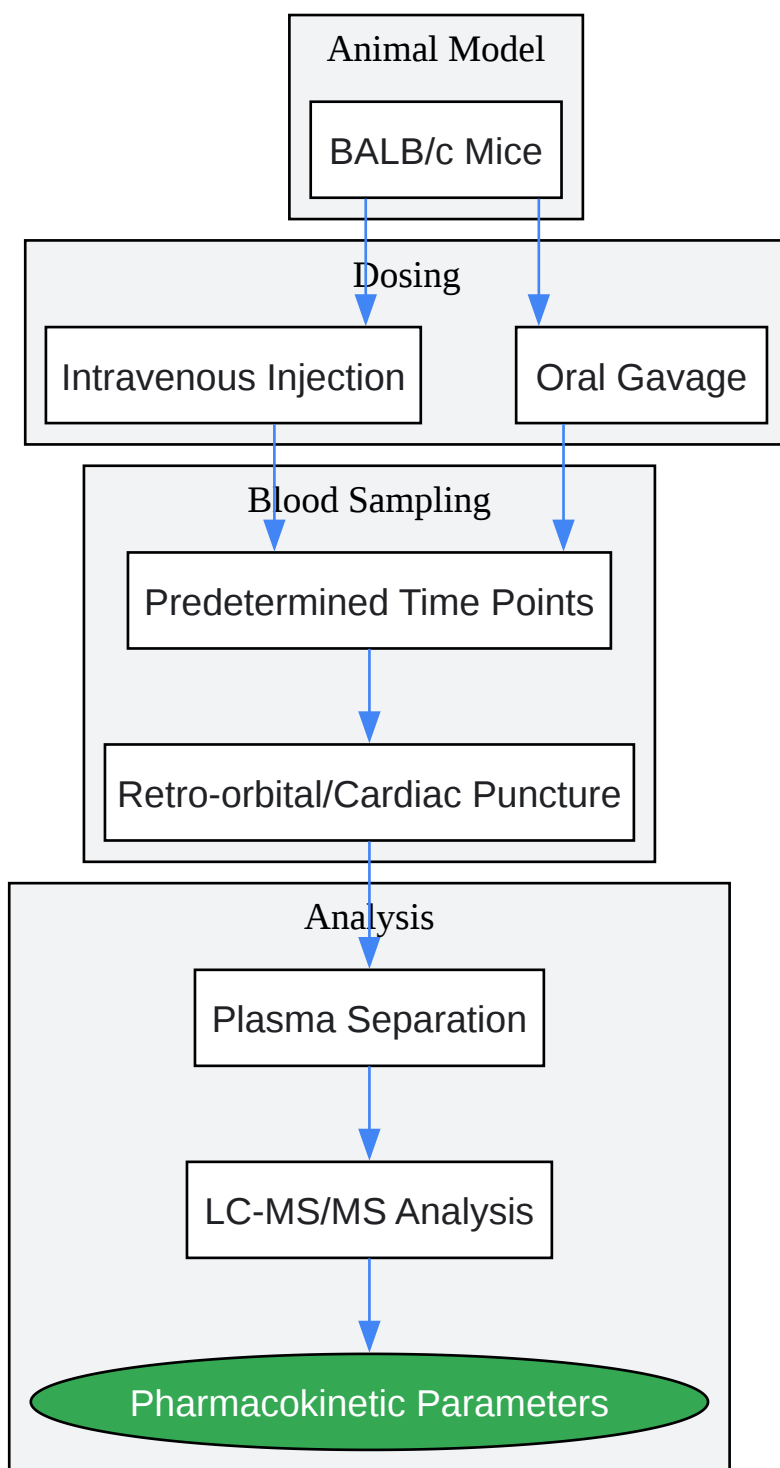 Animal Model
BALB/c Mice
Dosing
Intravenous Injection
Oral Gavage
Blood Sampling
Predetermined Time Points
Retro-orbital/Cardiac Puncture
Analysis
Plasma Separation
LC-MS/MS Analysis
Pharmacokinetic Parameters